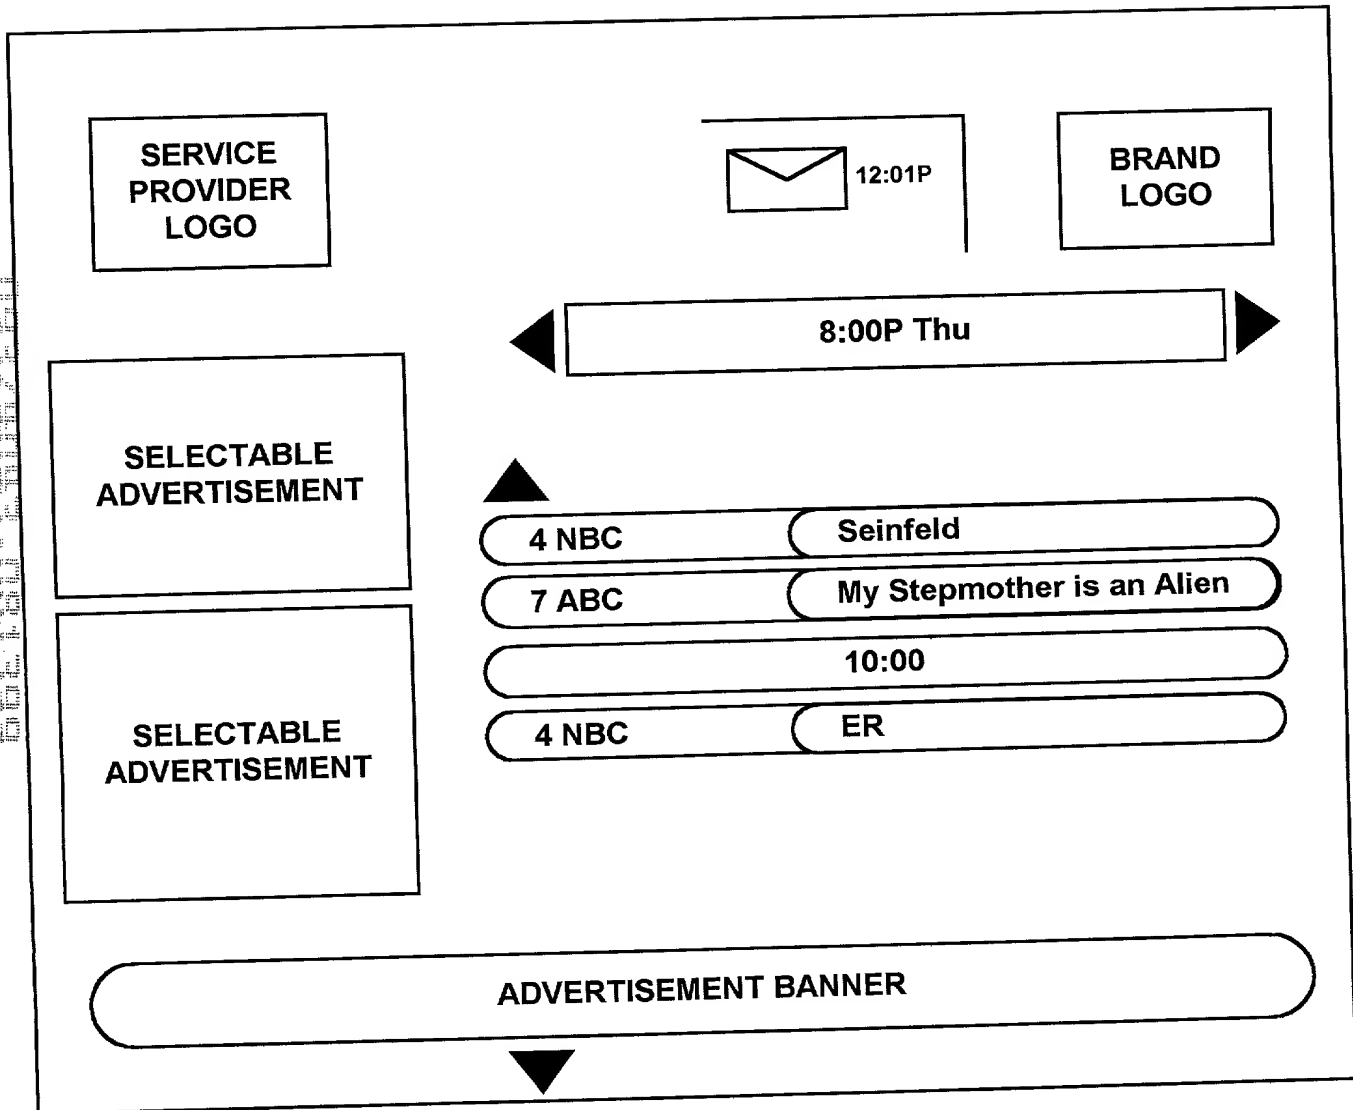 SERVICE
PROVIDER
LOGO
12:01P
BRAND
LOGO
8:00P Thu
SELECTABLE
ADVERTISEMENT
4 NBC Seinfeld
7 ABC My Stepmother is an Alien
10:00
4 NBC ER
SELECTABLE
ADVERTISEMENT
ADVERTISEMENT BANNER